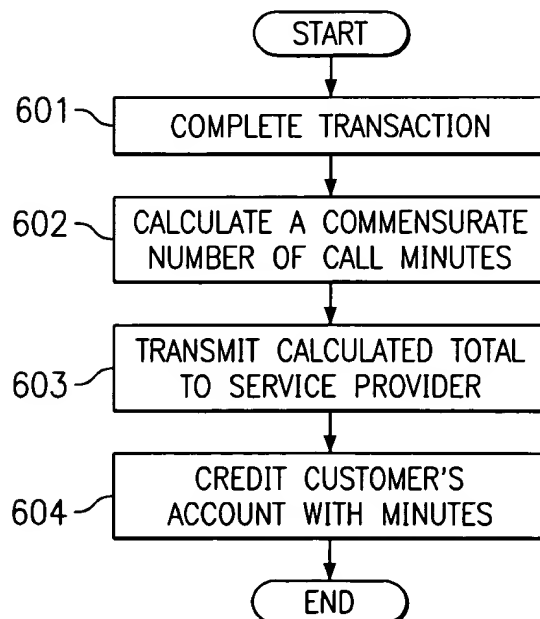 START
601
COMPLETE TRANSACTION
602
CALCULATE A COMMENSURATE
NUMBER OF CALL MINUTES
603
TRANSMIT CALCULATED TOTAL
TO SERVICE PROVIDER
604
CREDIT CUSTOMER'S
ACCOUNT WITH MINUTES
END